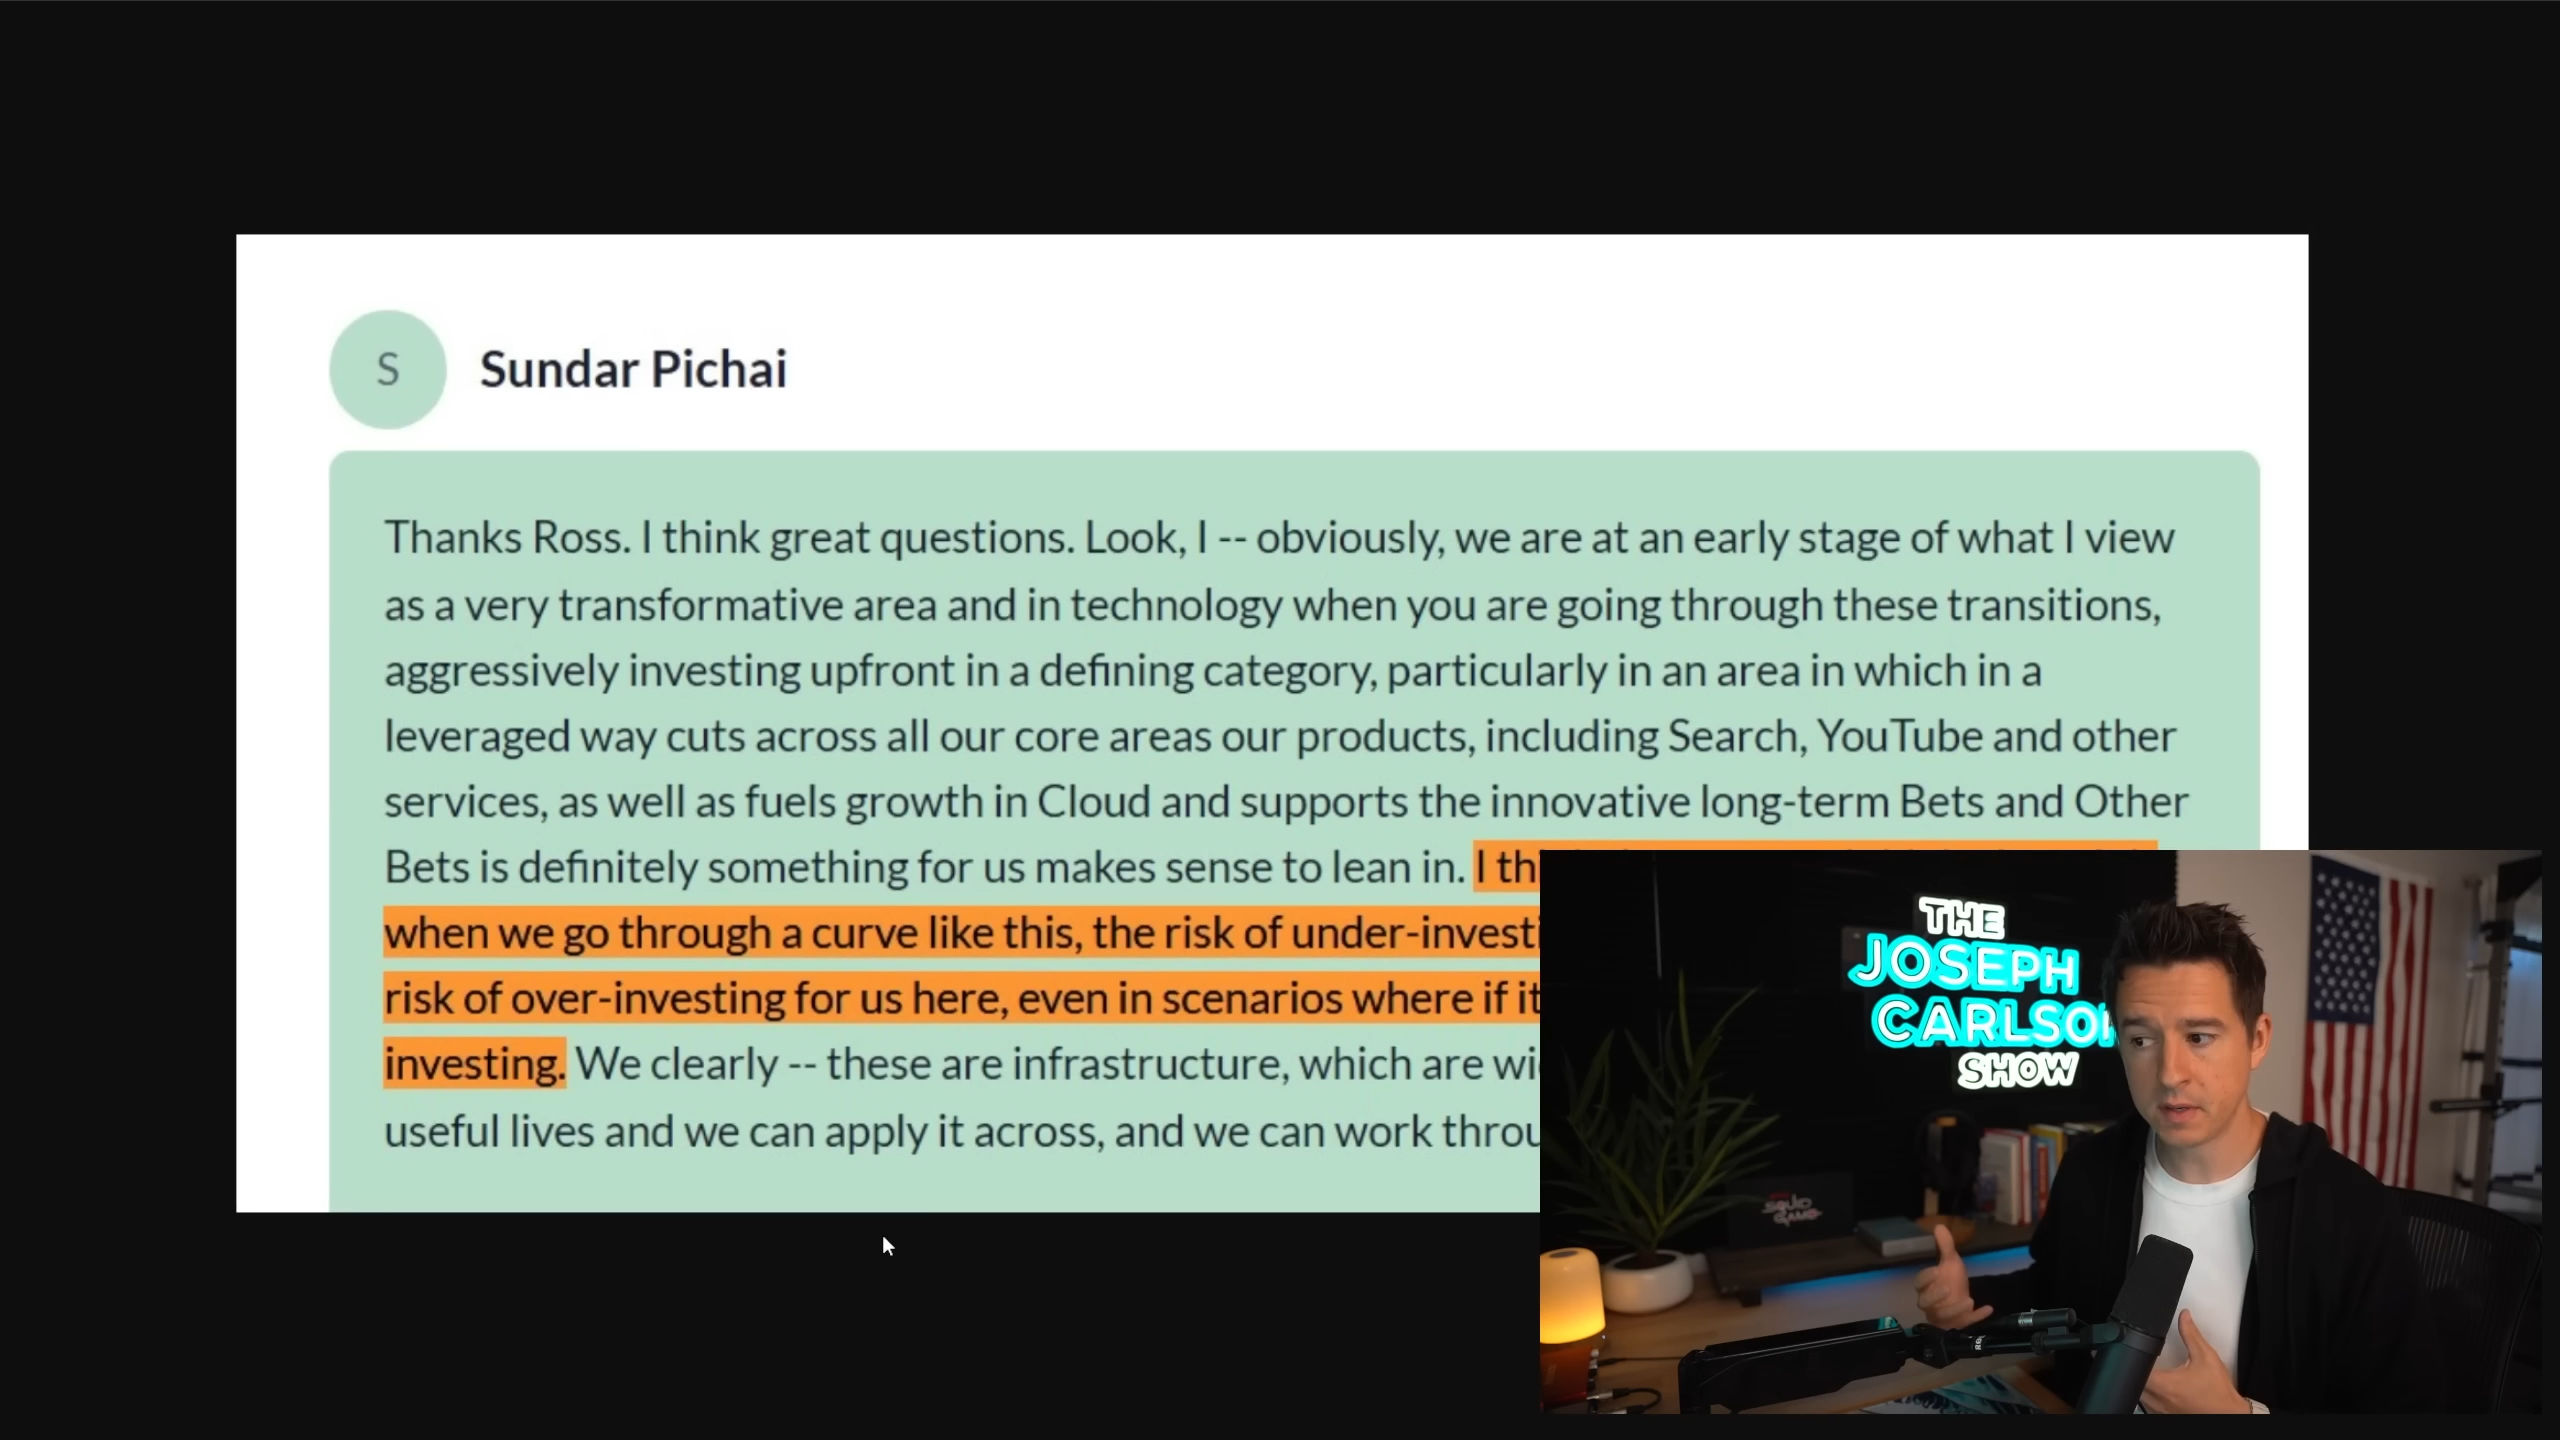 S
Sundar Pichai
Thanks Ross. I think great questions. Look, I -- obviously, we are at an early stage of what I view
as a very transformative area and in technology when you are going through these transitions,
aggressively investing upfront in a defining category, particularly in an area in which in a
leveraged way cuts across all our core areas our products, including Search, YouTube and other
services, as well as fuels growth in Cloud and supports the innovative long-term Bets and Other
Bets is definitely something for us makes sense to lean in. I
when we go through a curve like this, the risk of
risk of over-investing for us here, even in scenarios where if it
investing. We clearly -- these are infrastructure, which are
useful lives and we can apply it across, and we can work
THE
JOSEPH
CARLSON
SHOW
SQUID
GAME